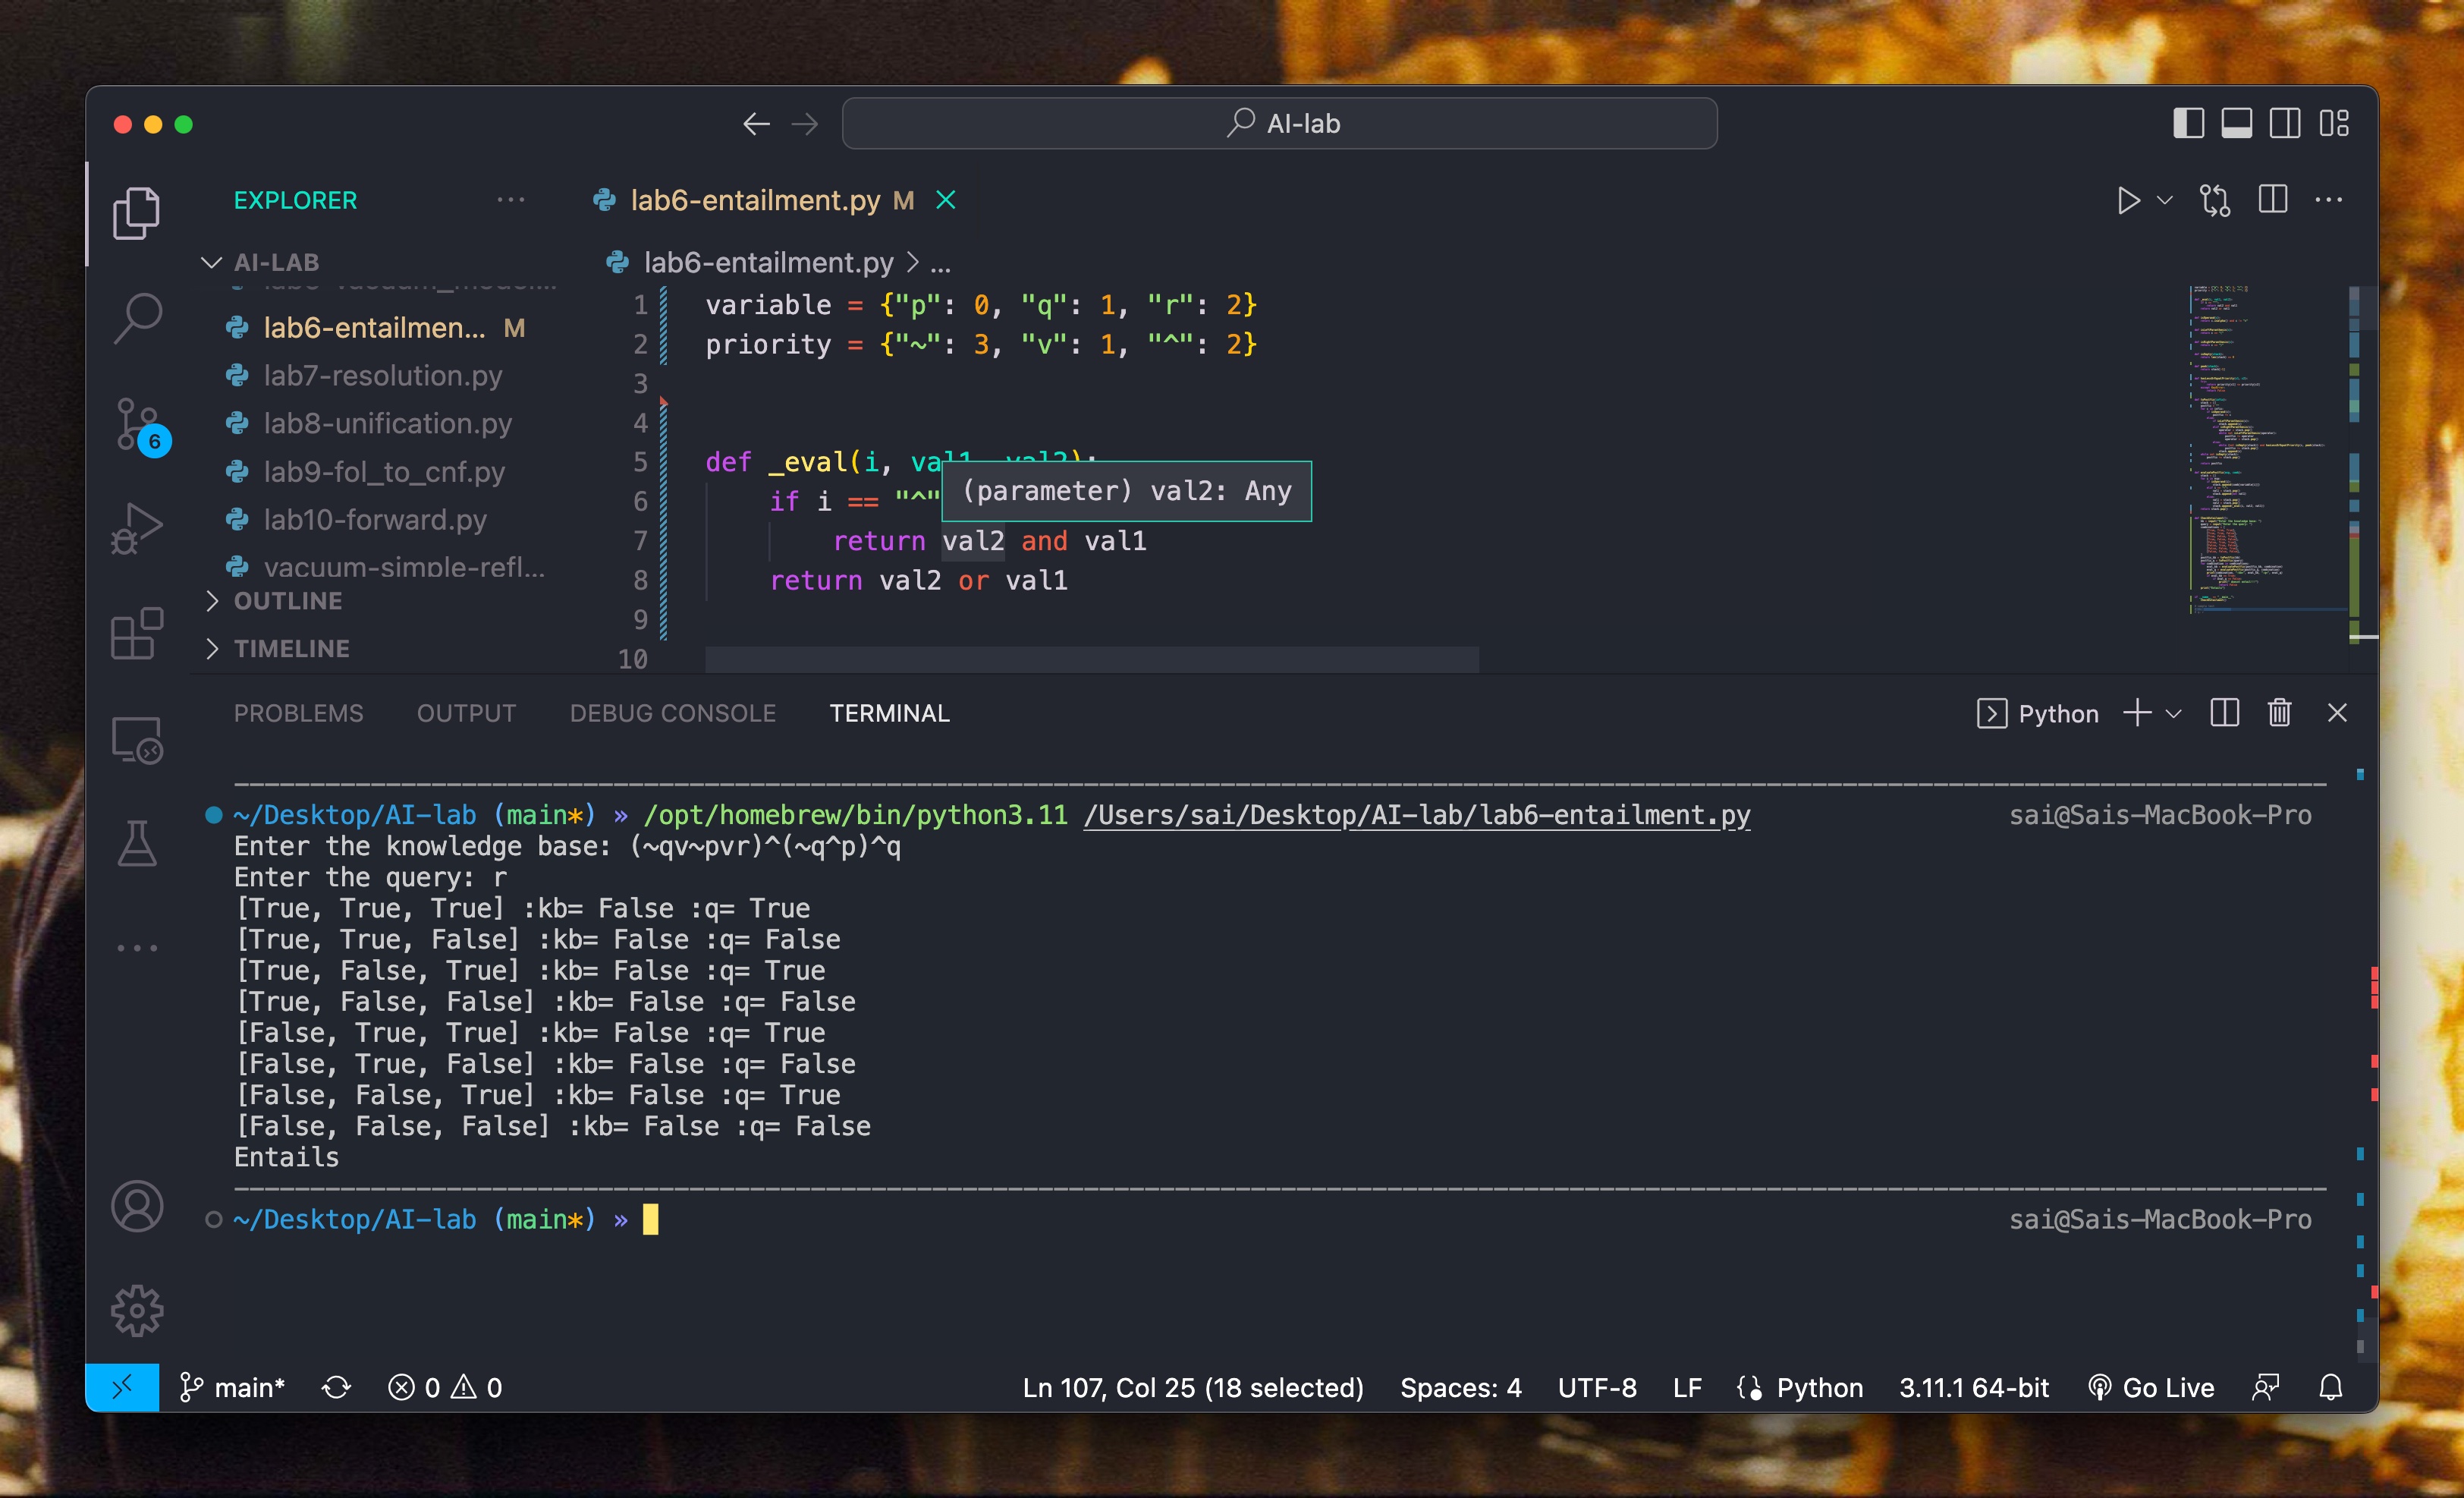 AI-lab
EXPLORER
lab6-entailment.py M
AI-LAB
lab6-entailment.py > ...
lab6-entailmen... M
lab7-resolution.py
lab8-unification.py
lab9-fol_to_cnf.py
lab10-forward.py
vacuum-simple-refl...
OUTLINE
TIMELINE
6
1 variable = {"p": 0, "q": 1, "r": 2}
2 priority = {"~": 3, "v": 1, "^": 2}
3
4
5 def _eval(i, val1, val2):
6 if i == "^"
(parameter) val2: Any
7 return val2 and val1
8 return val2 or val1
9
10
PROBLEMS OUTPUT DEBUG CONSOLE TERMINAL
Python
~/Desktop/AI-lab (main*) » /opt/homebrew/bin/python3.11 /Users/sai/Desktop/AI-lab/lab6-entailment.py sai@Sais-MacBook-Pro
Enter the knowledge base: (~qv~pvr)^(~q^p)^q
Enter the query: r
[True, True, True] :kb= False :q= True
[True, True, False] :kb= False :q= False
[True, False, True] :kb= False :q= True
[True, False, False] :kb= False :q= False
[False, True, True] :kb= False :q= True
[False, True, False] :kb= False :q= False
[False, False, True] :kb= False :q= True
[False, False, False] :kb= False :q= False
Entails
~/Desktop/AI-lab (main*) » sai@Sais-MacBook-Pro
main* 0 0 Ln 107, Col 25 (18 selected) Spaces: 4 UTF-8 LF Python 3.11.1 64-bit Go Live